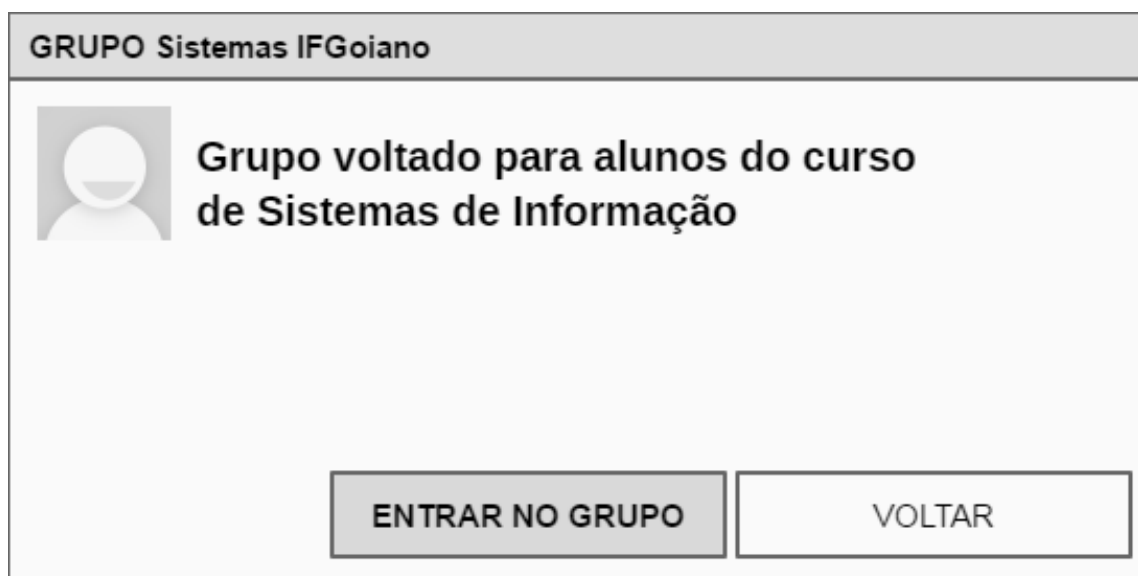 GRUPO Sistemas IFGoiano
Grupo voltado para alunos do curso
de Sistemas de Informação
ENTRAR NO GRUPO
VOLTAR